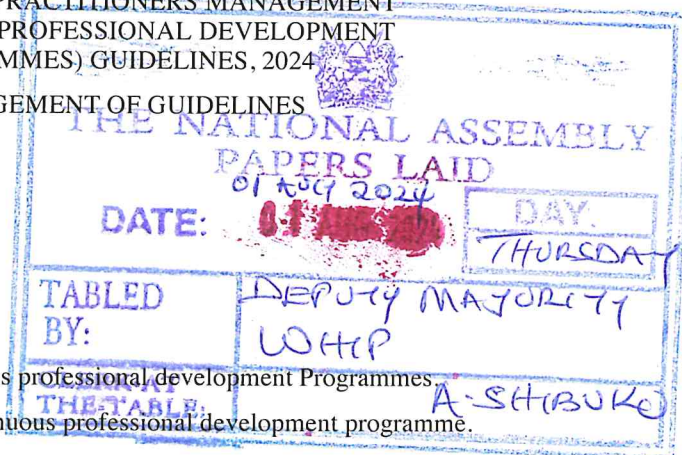 PRACTITIONERS MANAGEMENT
PROFESSIONAL DEVELOPMENT
MMES) GUIDELINES, 2024
GEMENT OF GUIDELINES
THE NATIONAL ASSEMBLY
PAPERS LAID
01 AUG 2024
DATE:
DAY.
THURSDAY
TABLED BY:
DEPUTY MAJORITY
WHIP
s professional development Programmes.
THE TABLE:
A. SHIBUKO
nuous professional development programme.